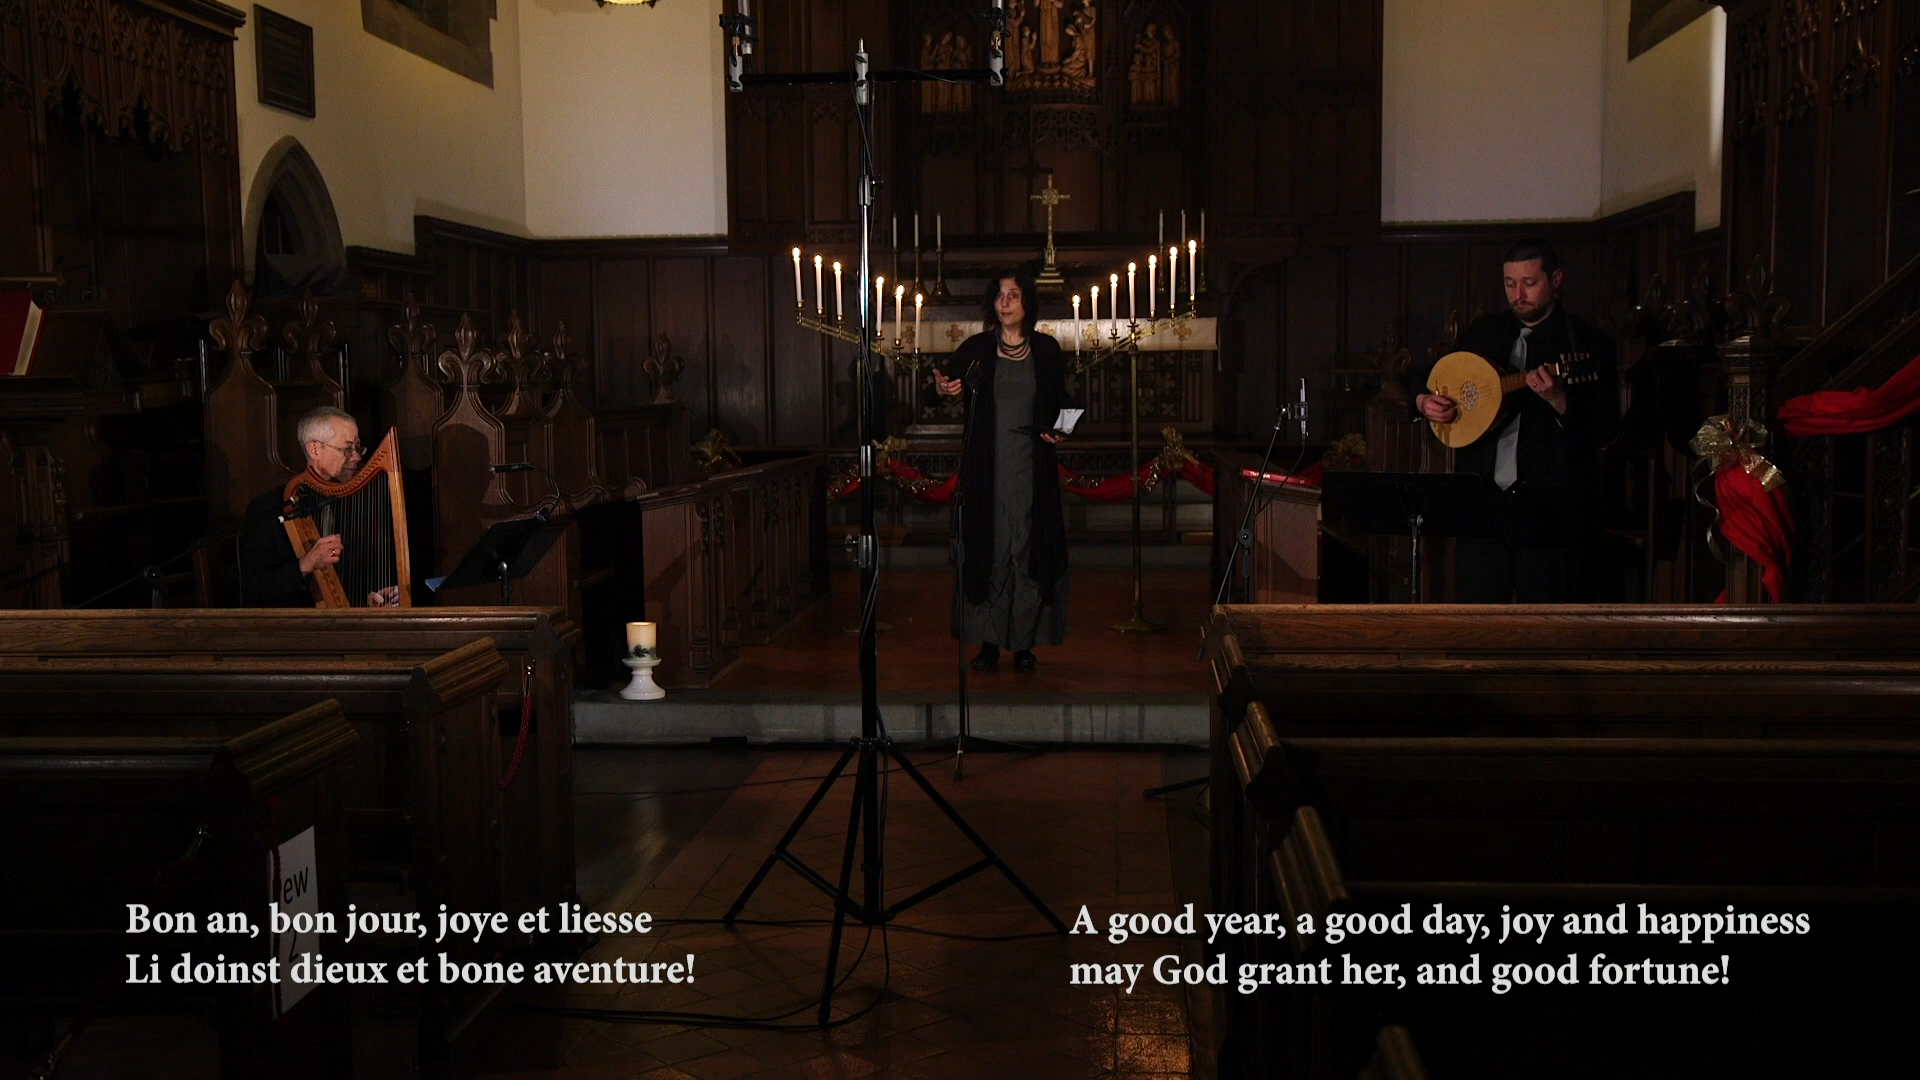 ew
Bon an, bon jour, joye et liesse
Li doinst dieux et bone aventure!
A good year, a good day, joy and happiness
may God grant her, and good fortune!